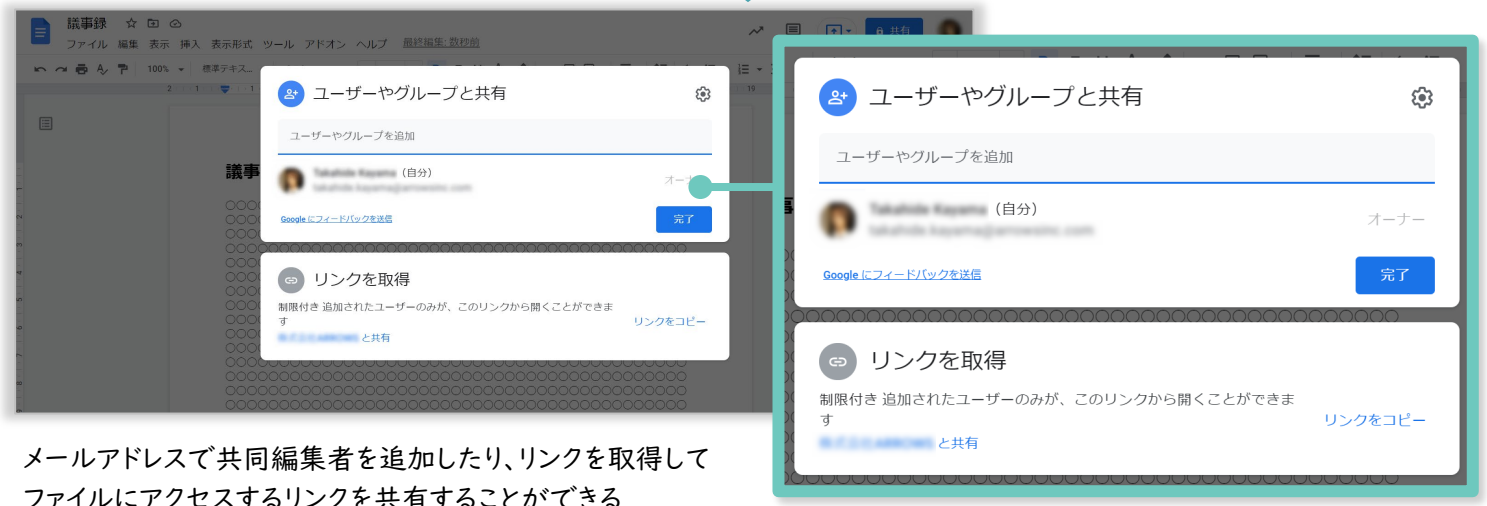 議事録
ファイル 編集 表示 挿入 表示形式 ツール アドオン ヘルプ 最終編集: 数秒前
共有
100% 標準テキス...
2 1 1
19
議事
ユーザーやグループと共有
ユーザーやグループを追加
(自分)
オーナ
Google にフィードバックを送信
完了
リンクを取得
制限付き 追加されたユーザーのみが、このリンクから開くことができま
す
リンクをコピー
と共有
ユーザーやグループと共有
ユーザーやグループを追加
Takahide Kayama (自分)
オーナー
Google にフィードバックを送信
完了
リンクを取得
制限付き 追加されたユーザーのみが、このリンクから開くことができま
す
リンクをコピー
と共有
メールアドレスで共同編集者を追加したり、リンクを取得して
ファイルにアクセスするリンクを共有することができる